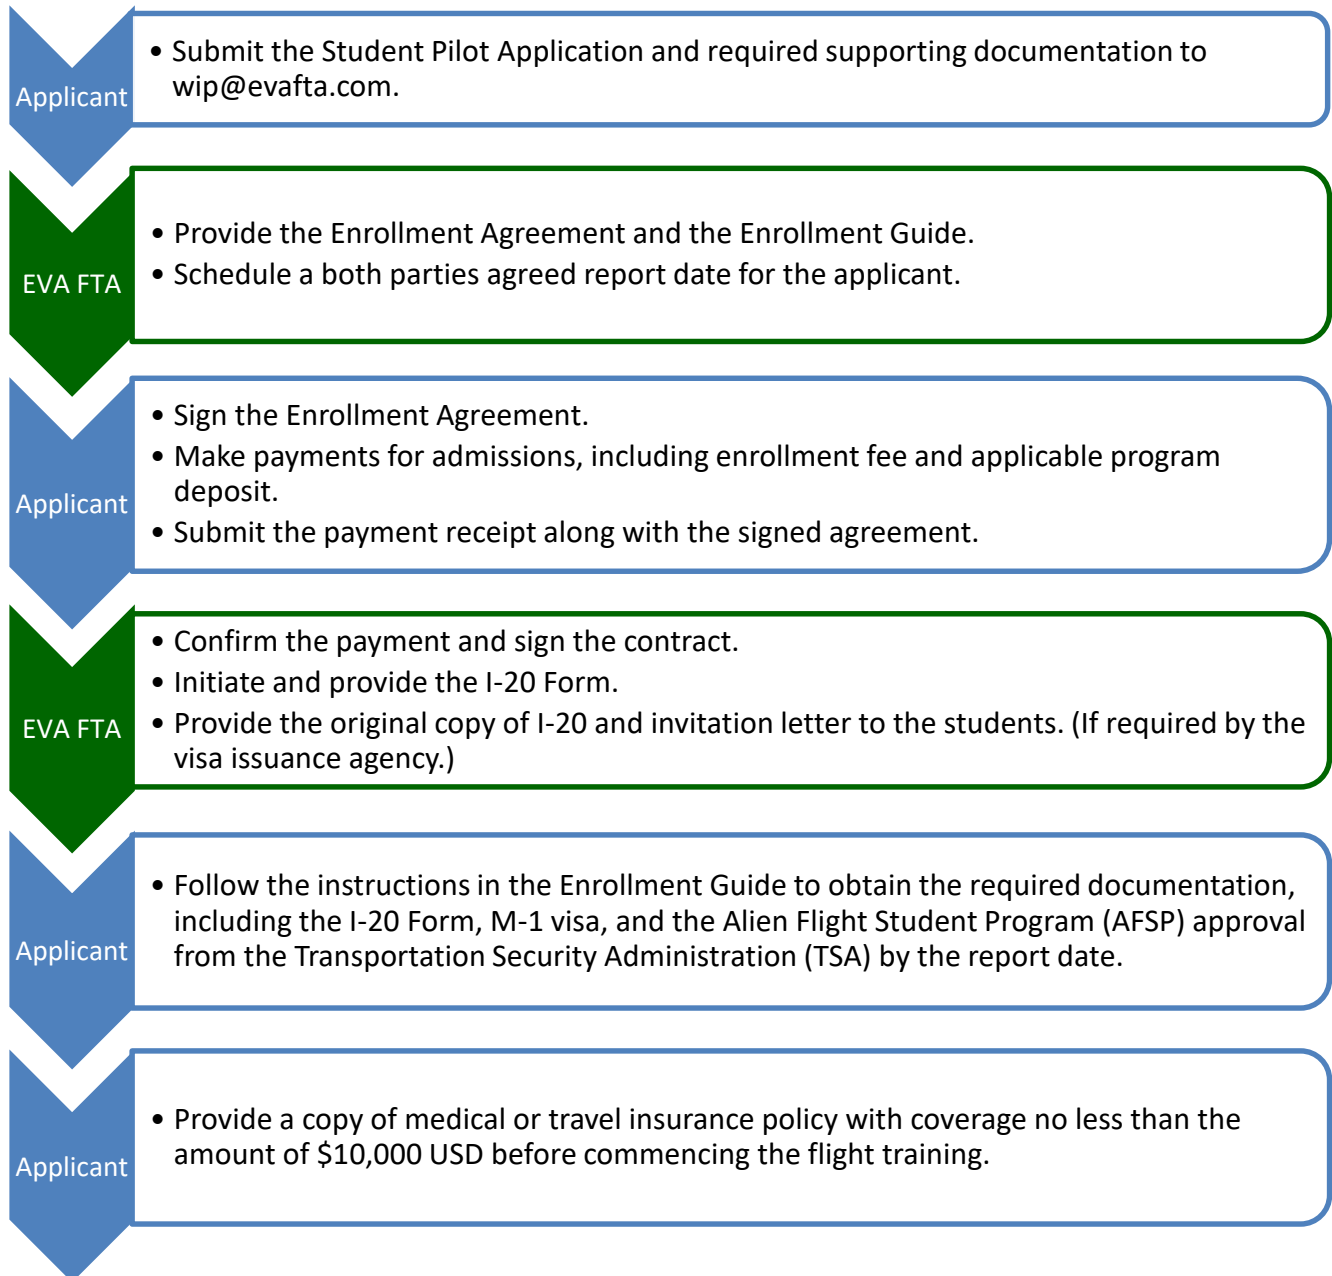 Applicant
• Submit the Student Pilot Application and required supporting documentation to
wip@evafta.com.
EVA FTA
• Provide the Enrollment Agreement and the Enrollment Guide.
• Schedule a both parties agreed report date for the applicant.
Applicant
• Sign the Enrollment Agreement.
• Make payments for admissions, including enrollment fee and applicable program
deposit.
• Submit the payment receipt along with the signed agreement.
EVA FTA
• Confirm the payment and sign the contract.
• Initiate and provide the I-20 Form.
• Provide the original copy of I-20 and invitation letter to the students. (If required by the
visa issuance agency.)
Applicant
• Follow the instructions in the Enrollment Guide to obtain the required documentation,
including the I-20 Form, M-1 visa, and the Alien Flight Student Program (AFSP) approval
from the Transportation Security Administration (TSA) by the report date.
Applicant
• Provide a copy of medical or travel insurance policy with coverage no less than the
amount of $10,000 USD before commencing the flight training.